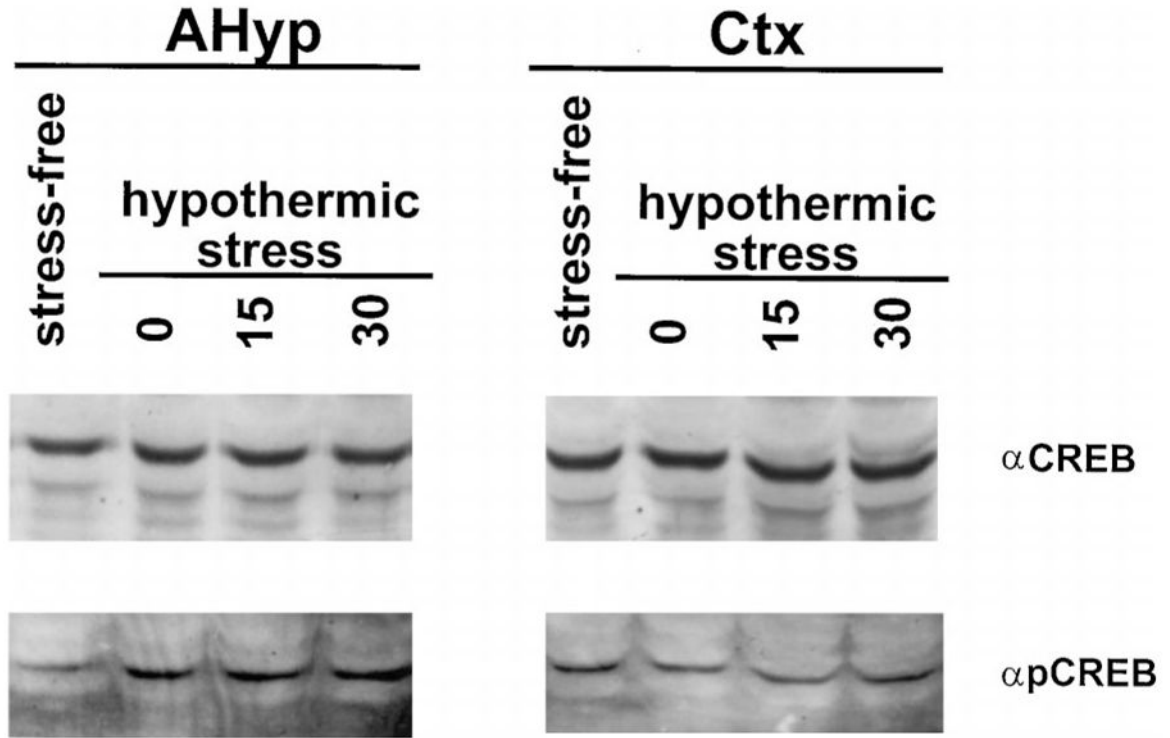 AHyp
Ctx
stress-free
hypothermic
stress
0
15
30
stress-free
hypothermic
stress
0
15
30
αCREB
αpCREB